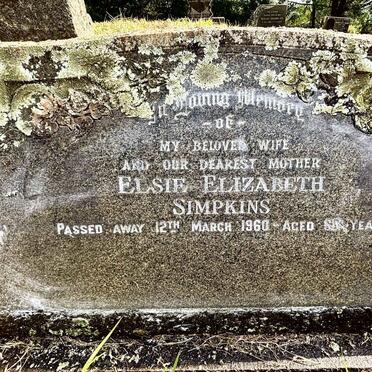 In Loving Memory
- OF -
MY BELOVED WIFE
AND OUR DEAREST MOTHER
ELSIE ELIZABETH
SIMPKINS
PASSED AWAY 12TH MARCH 1960 - AGED